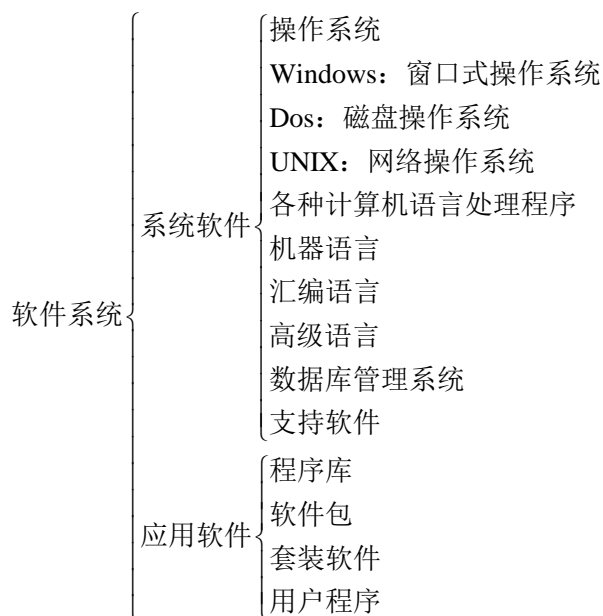 软件系统
系统软件
操作系统
Windows：窗口式操作系统
Dos：磁盘操作系统
UNIX：网络操作系统
各种计算机语言处理程序
机器语言
汇编语言
高级语言
数据库管理系统
支持软件
应用软件
程序库
软件包
套装软件
用户程序